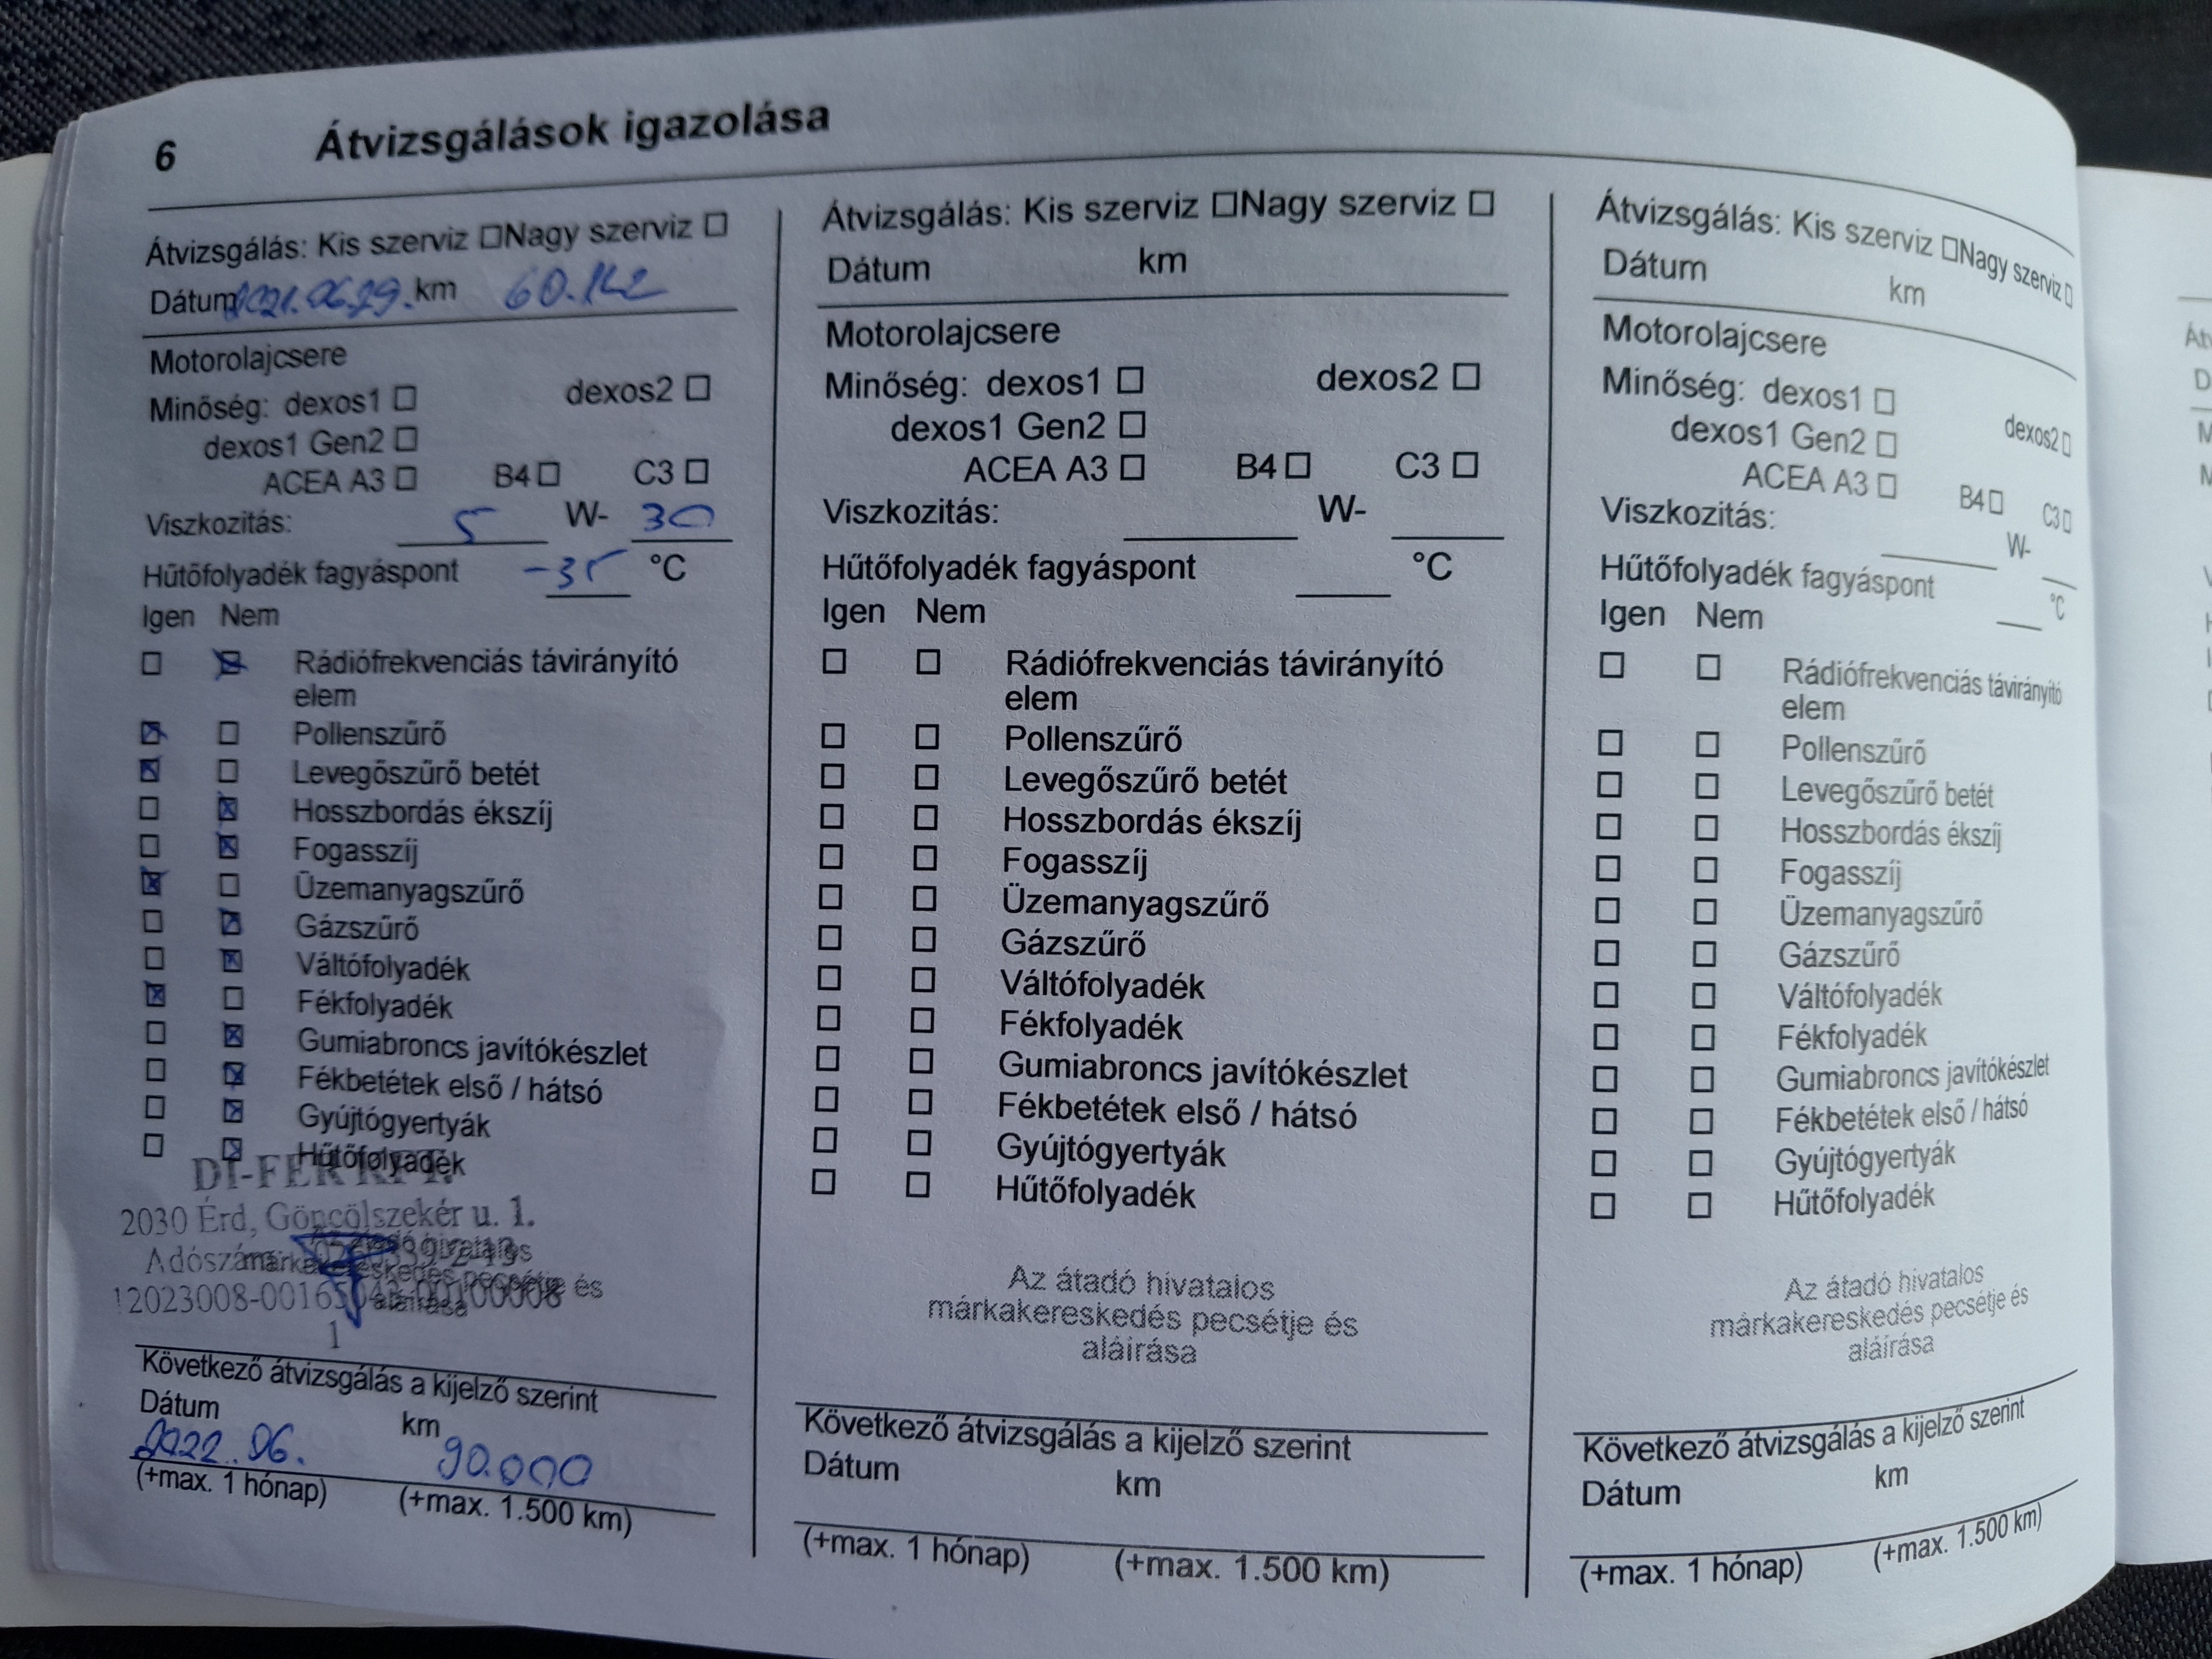 6 Átvizsgálások igazolása
Átvizsgálás: Kis szerviz ☐Nagy szerviz ☐
Dátum 2021.06.29. km 60.142
Motorolajcsere
Minőség: dexos1 ☐ dexos2 ☐
dexos1 Gen2 ☐
ACEA A3 ☐ B4 ☐ C3 ☐
Viszkozitás: 5 W- 30
Hűtőfolyadék fagyáspont -35 °C
Igen Nem
☐ ☒ Rádiófrekvenciás távirányító
elem
☒ ☐ Pollenszűrő
☒ ☐ Levegőszűrő betét
☐ ☒ Hosszbordás ékszíj
☐ ☒ Fogasszíj
☒ ☐ Üzemanyagszűrő
☐ ☒ Gázszűrő
☐ ☒ Váltófolyadék
☒ ☐ Fékfolyadék
☐ ☒ Gumiabroncs javítókészlet
☐ ☒ Fékbetétek első / hátsó
☐ ☒ Gyújtógyertyák
☐ ☒ Hűtőfolyadék
DI-FER KFT.
2030 Érd, Göncölszekér u. 1.
Adószám:
Az átadó hivatalos
márkakereskedés pecsétje és
aláírása
1
Következő átvizsgálás a kijelző szerint
Dátum km
2022.06. 90.000
(+max. 1 hónap) (+max. 1.500 km)
Átvizsgálás: Kis szerviz ☐Nagy szerviz ☐
Dátum km
Motorolajcsere
Minőség: dexos1 ☐ dexos2 ☐
dexos1 Gen2 ☐
ACEA A3 ☐ B4 ☐ C3 ☐
Viszkozitás: W-
Hűtőfolyadék fagyáspont °C
Igen Nem
☐ ☐ Rádiófrekvenciás távirányító
elem
☐ ☐ Pollenszűrő
☐ ☐ Levegőszűrő betét
☐ ☐ Hosszbordás ékszíj
☐ ☐ Fogasszíj
☐ ☐ Üzemanyagszűrő
☐ ☐ Gázszűrő
☐ ☐ Váltófolyadék
☐ ☐ Fékfolyadék
☐ ☐ Gumiabroncs javítókészlet
☐ ☐ Fékbetétek első / hátsó
☐ ☐ Gyújtógyertyák
☐ ☐ Hűtőfolyadék
Az átadó hivatalos
márkakereskedés pecsétje és
aláírása
Következő átvizsgálás a kijelző szerint
Dátum km
(+max. 1 hónap) (+max. 1.500 km)
Átvizsgálás: Kis szerviz ☐Nagy szerviz ☐
Dátum km
Motorolajcsere
Minőség: dexos1 ☐ dexos2 ☐
dexos1 Gen2 ☐
ACEA A3 ☐ B4 ☐ C3 ☐
Viszkozitás: W-
Hűtőfolyadék fagyáspont °C
Igen Nem
☐ ☐ Rádiófrekvenciás távirányító
elem
☐ ☐ Pollenszűrő
☐ ☐ Levegőszűrő betét
☐ ☐ Hosszbordás ékszíj
☐ ☐ Fogasszíj
☐ ☐ Üzemanyagszűrő
☐ ☐ Gázszűrő
☐ ☐ Váltófolyadék
☐ ☐ Fékfolyadék
☐ ☐ Gumiabroncs javítókészlet
☐ ☐ Fékbetétek első / hátsó
☐ ☐ Gyújtógyertyák
☐ ☐ Hűtőfolyadék
Az átadó hivatalos
márkakereskedés pecsétje és
aláírása
Következő átvizsgálás a kijelző szerint
Dátum km
(+max. 1 hónap) (+max. 1.500 km)